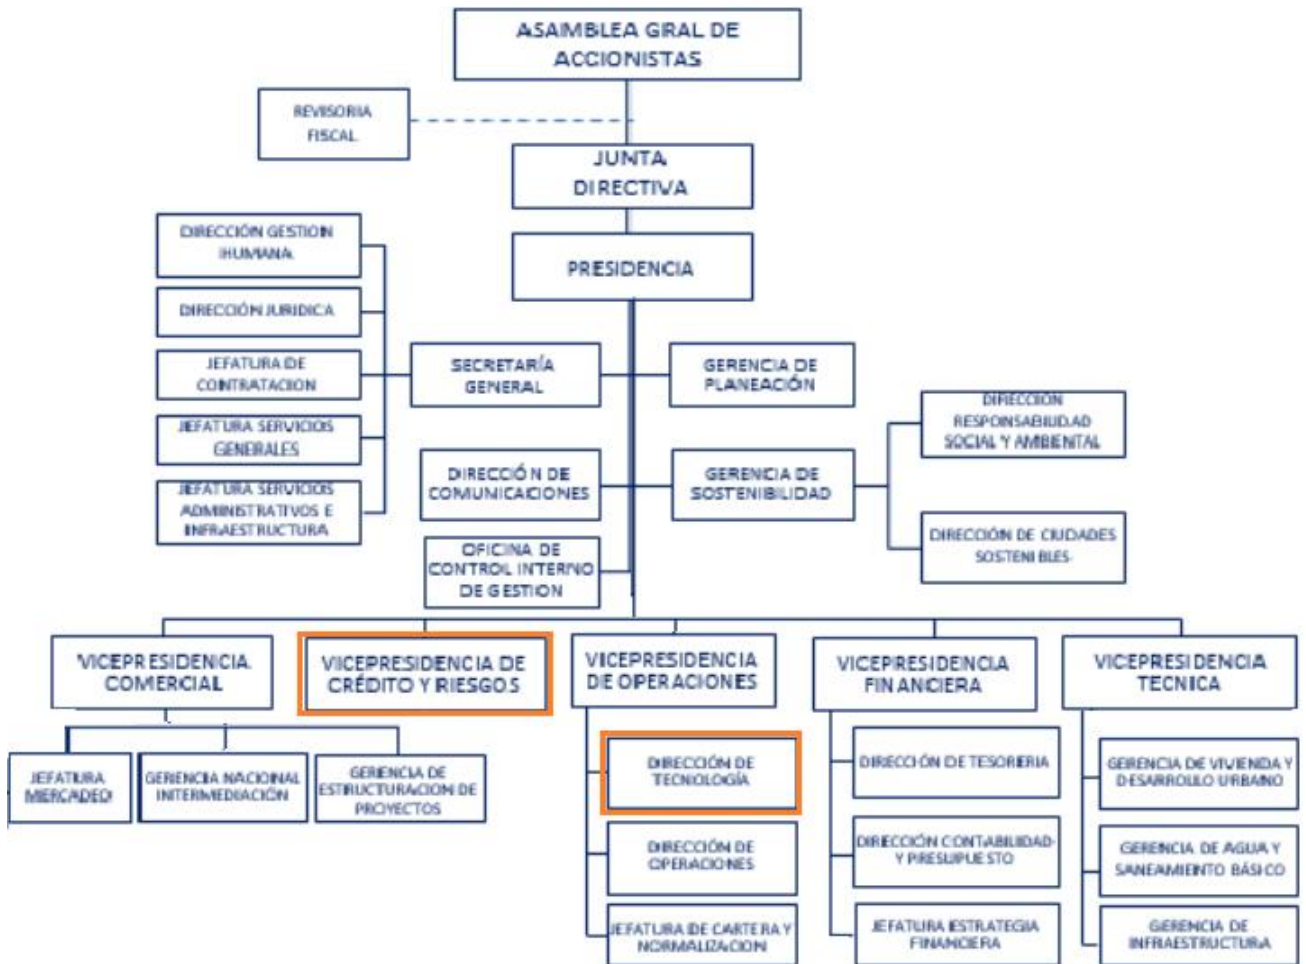 ASAMBLEA GRAL DE
ACCIONISTAS
REVISORIA
FISCAL
JUNTA
DIRECTIVA
DIRECCIÓN GESTION
HUMANA
PRESIDENCIA
DIRECCIÓN JURIDICA
JEFATURA DE
CONTRATACION
SECRETARÍA
GENERAL
GERENCIA DE
PLANEACIÓN
DIRECCION
RESPONSABILIDAD
SOCIAL Y AMBIENTAL
JEFATURA SERVICIOS
GENERALES
DIRECCIÓN DE
COMUNICACIONES
GERENCIA DE
SOSTENIBILIDAD
JEFATURA SERVICIOS
ADMINISTRATIVOS E
INFRAESTRUCTURA
DIRECCIÓN DE CIUDADES
SOSTENIBLES
OFICINA DE
CONTROL INTERNO
DE GESTION
VICEPRESIDENCIA
COMERCIAL
VICEPRESIDENCIA DE
CRÉDITO Y RIESGOS
VICEPRESIDENCIA
DE OPERACIONES
VICEPRESIDENCIA
FINANCIERA
VICEPRESIDENCIA
TECNICA
JEFATURA
MERCADEO
GERENCIA NACIONAL
INTERMEDIACIÓN
GERENCIA DE
ESTRUCTURACION DE
PROYECTOS
DIRECCIÓN DE
TECNOLOGÍA
DIRECCIÓN DE TESORERIA
GERENCIA DE VIVIENDA Y
DESARROLLO URBANO
DIRECCIÓN DE
OPERACIONES
DIRECCIÓN CONTABILIDAD
Y PRESUPUESTO
GERENCIA DE AGUA Y
SANEAMIENTO BÁSICO
JEFATURA DE CARTERA Y
NORMALIZACION
JEFATURA ESTRATEGIA
FINANCIERA
GERENCIA DE
INFRAESTRUCTURA